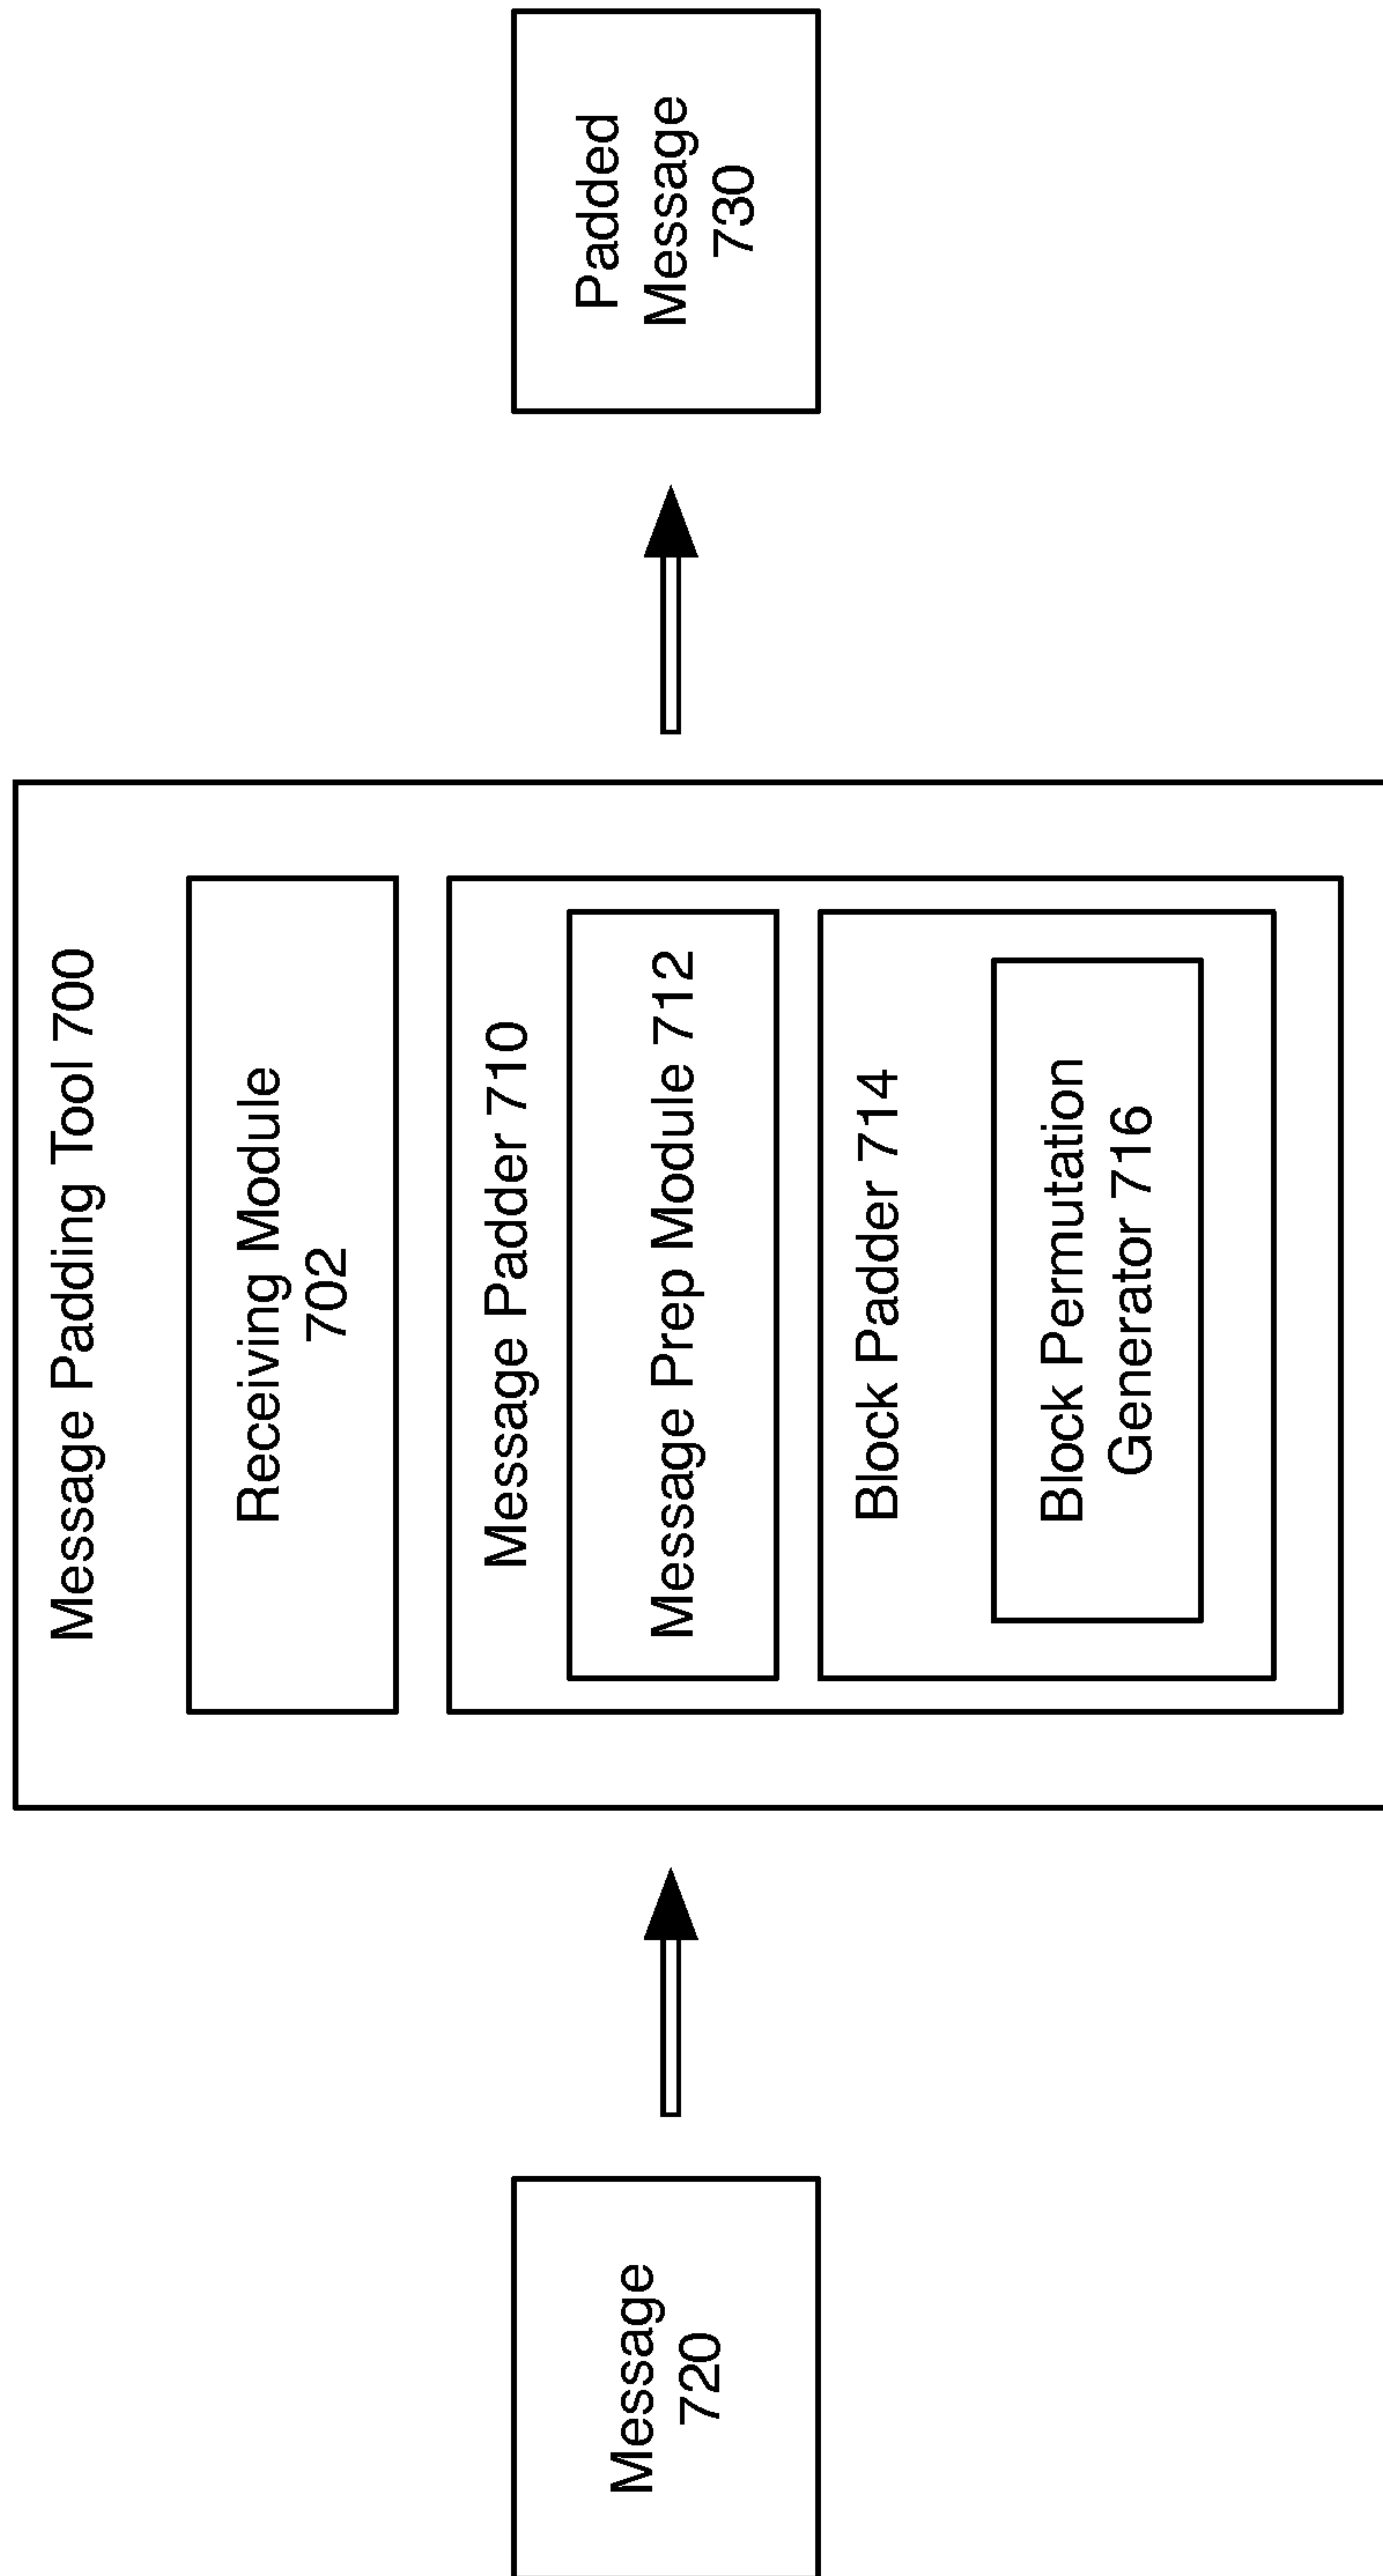 Message
720
Message Padding Tool 700
Receiving Module
702
Message Padder 710
Message Prep Module 712
Block Padder 714
Block Permutation
Generator 716
Padded
Message
730